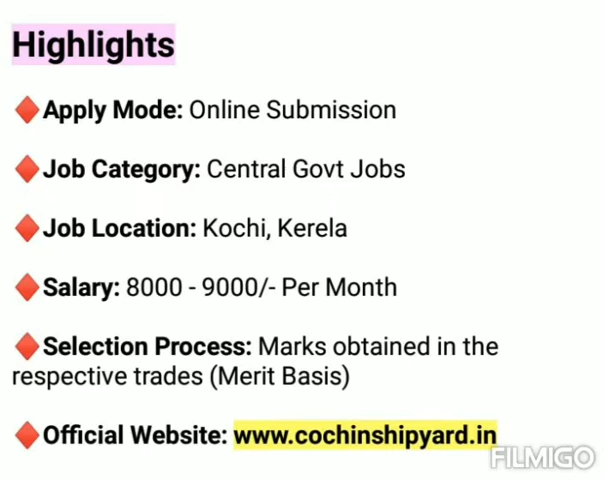 Highlights
♦Apply Mode: Online Submission
♦Job Category: Central Govt Jobs
♦Job Location: Kochi, Kerela
♦Salary: 8000 - 9000/- Per Month
♦Selection Process: Marks obtained in the
respective trades (Merit Basis)
♦Official Website: www.cochinshipyard.in
FILMIGO